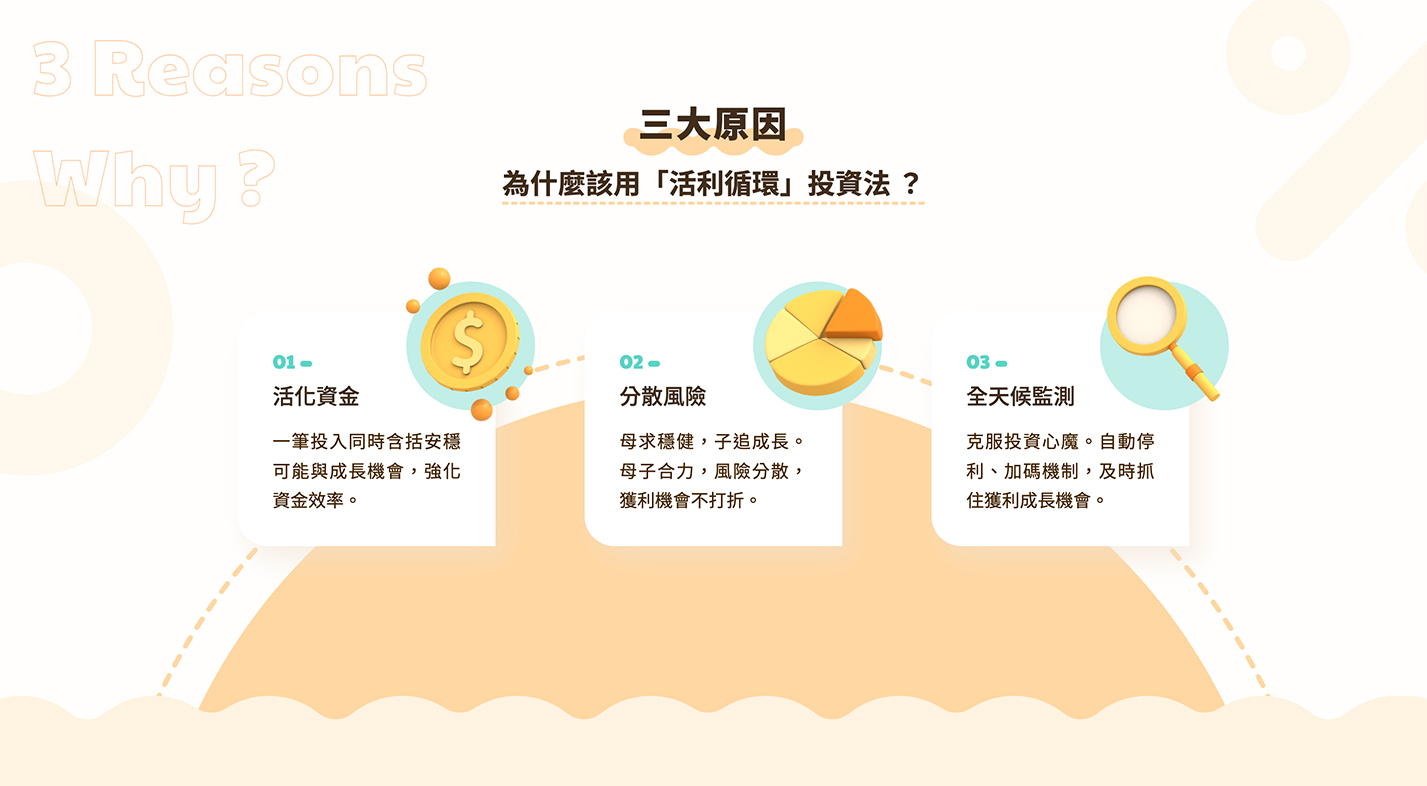 3 Reasons
Why ?
三大原因
為什麼該用「活利循環」投資法 ?
01
活化資金
一筆投入同時含括安穩
可能與成長機會,強化
資金效率。
02
分散風險
母求穩健,子追成長。
母子合力,風險分散,
獲利機會不打折。
03
全天候監測
克服投資心魔。自動停
利、加碼機制,及時抓
住獲利成長機會。